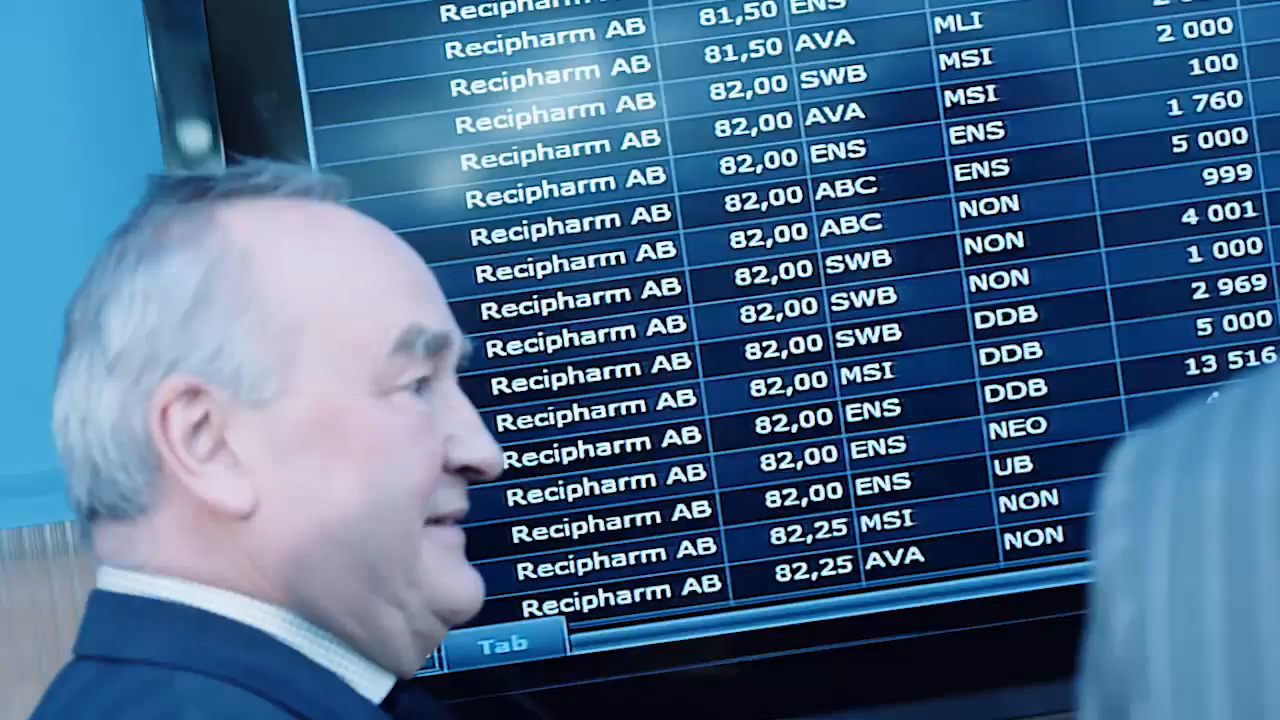 Recipharm
Recipharm AB 81,50 ENS
Recipharm AB 81,50 AVA MLI
Recipharm AB 82,00 SWB MSI 2 000
Recipharm AB 82,00 AVA MSI 100
Recipharm AB 82,00 ENS ENS 1 760
Recipharm AB 82,00 ABC ENS 5 000
Recipharm AB 82,00 ABC NON 999
Recipharm AB 82,00 SWB NON 4 001
Recipharm AB 82,00 SWB NON 1 000
Recipharm AB 82,00 SWB DDB 2 969
Recipharm AB 82,00 MSI DDB 5 000
Recipharm AB 82,00 ENS DDB 13 516
Recipharm AB 82,00 ENS NEO
Recipharm AB 82,00 ENS UB
Recipharm AB 82,25 MSI NON
Recipharm AB 82,25 AVA NON
Tab